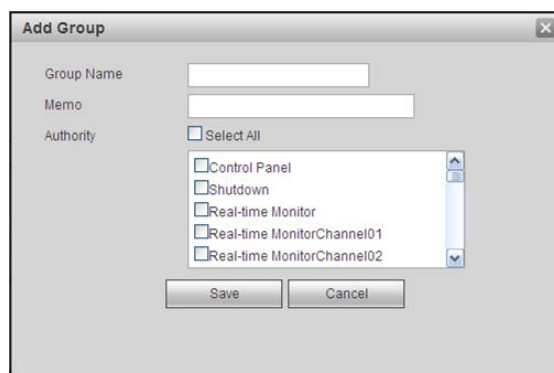 Add Group
Group Name
Memo
Authority
Select All
Control Panel
Shutdown
Real-time Monitor
Real-time MonitorChannel01
Real-time MonitorChannel02
Save
Cancel